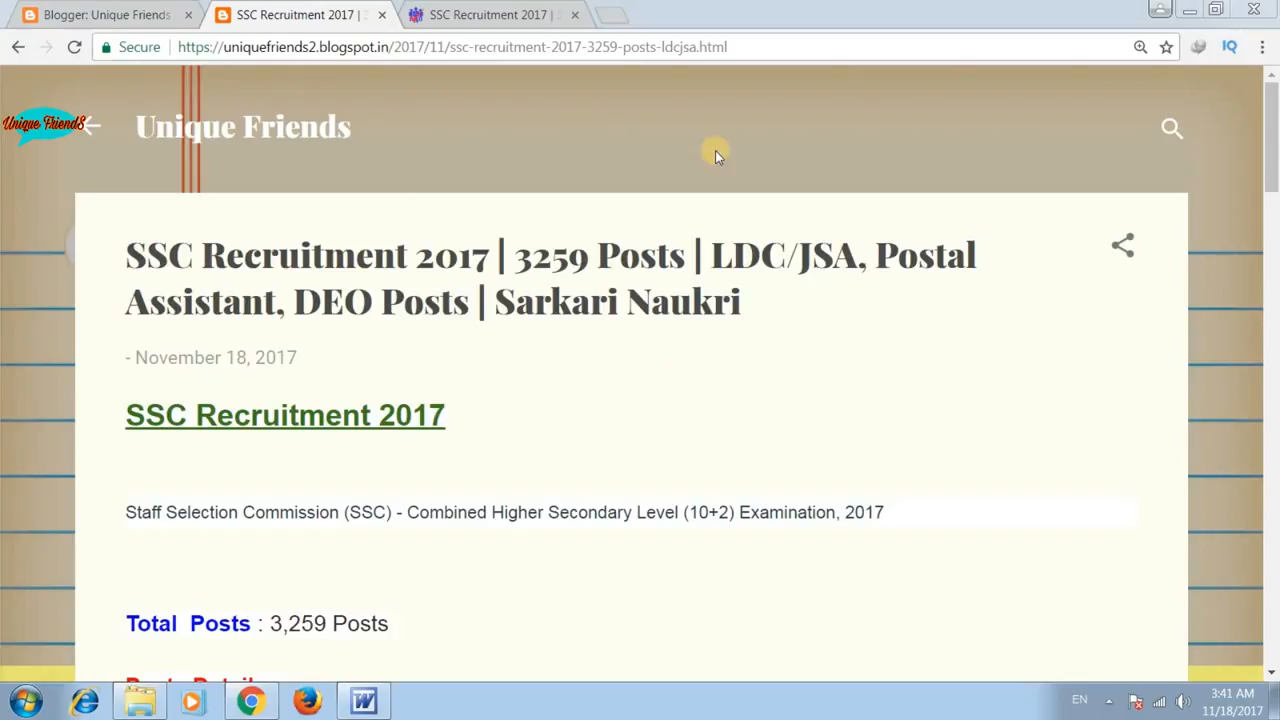 Blogger: Unique Friends
SSC Recruitment 2017 |
SSC Recruitment 2017 |
Secure
https://uniquefriends2.blogspot.in/2017/11/ssc-recruitment-2017-3259-posts-ldcjsa.html
IQ
Unique FriendS
Unique Friends
SSC Recruitment 2017 | 3259 Posts | LDC/JSA, Postal
Assistant, DEO Posts | Sarkari Naukri
- November 18, 2017
SSC Recruitment 2017
Staff Selection Commission (SSC) - Combined Higher Secondary Level (10+2) Examination, 2017
Total Posts : 3,259 Posts
EN
3:41 AM
11/18/2017